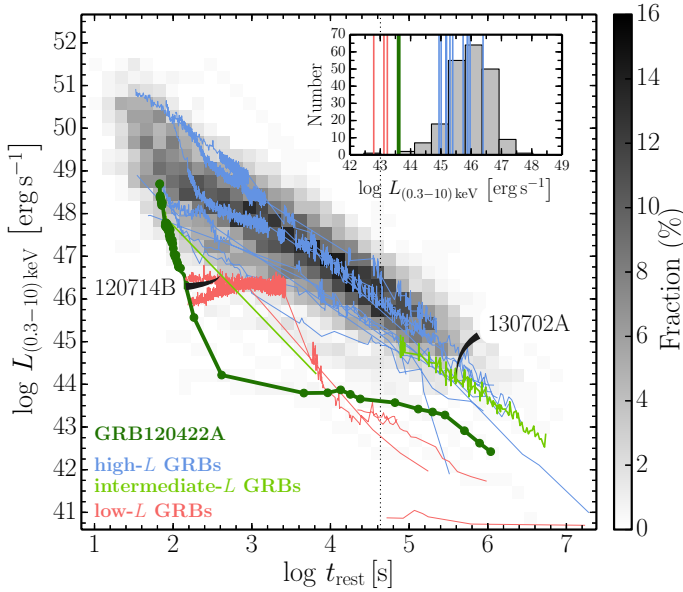 52
51
50
49
48
47
46
45
44
43
42
41
log L(0.3−10) keV [erg s−1]
1 2 3 4 5 6 7
log trest [s]
70
60
50
40
30
20
10
0
Number
42 43 44 45 46 47 48 49
log L(0.3−10) keV [erg s−1]
120714B
130702A
GRB120422A
high-L GRBs
intermediate-L GRBs
low-L GRBs
16
14
12
10
8
6
4
2
0
Fraction (%)